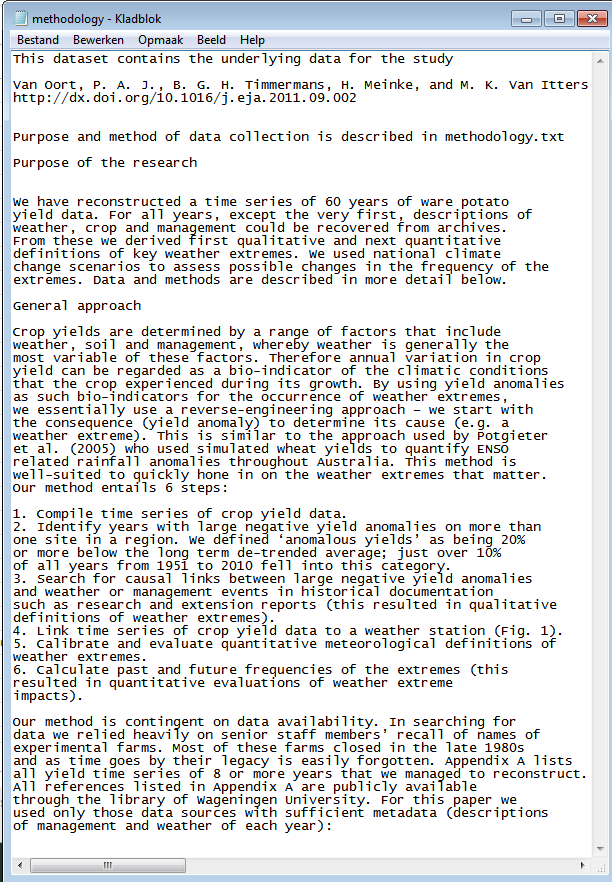 methodology - Kladblok
Bestand Bewerken Opmaak Beeld Help
This dataset contains the underlying data for the study
Van Oort, P. A. J., B. G. H. Timmermans, H. Meinke, and M. K. Van Itters
http://dx.doi.org/10.1016/j.eja.2011.09.002
Purpose and method of data collection is described in methodology.txt
Purpose of the research
We have reconstructed a time series of 60 years of ware potato
yield data. For all years, except the very first, descriptions of
weather, crop and management could be recovered from archives.
From these we derived first qualitative and next quantitative
definitions of key weather extremes. We used national climate
change scenarios to assess possible changes in the frequency of the
extremes. Data and methods are described in more detail below.
General approach
Crop yields are determined by a range of factors that include
weather, soil and management, whereby weather is generally the
most variable of these factors. Therefore annual variation in crop
yield can be regarded as a bio-indicator of the climatic conditions
that the crop experienced during its growth. By using yield anomalies
as such bio-indicators for the occurrence of weather extremes,
we essentially use a reverse-engineering approach – we start with
the consequence (yield anomaly) to determine its cause (e.g. a
weather extreme). This is similar to the approach used by Potgieter
et al. (2005) who used simulated wheat yields to quantify ENSO
related rainfall anomalies throughout Australia. This method is
well-suited to quickly hone in on the weather extremes that matter.
Our method entails 6 steps:
1. Compile time series of crop yield data.
2. Identify years with large negative yield anomalies on more than
one site in a region. We defined ‘anomalous yields’ as being 20%
or more below the long term de-trended average; just over 10%
of all years from 1951 to 2010 fell into this category.
3. Search for causal links between large negative yield anomalies
and weather or management events in historical documentation
such as research and extension reports (this resulted in qualitative
definitions of weather extremes).
4. Link time series of crop yield data to a weather station (Fig. 1).
5. Calibrate and evaluate quantitative meteorological definitions of
weather extremes.
6. Calculate past and future frequencies of the extremes (this
resulted in quantitative evaluations of weather extreme
impacts).
Our method is contingent on data availability. In searching for
data we relied heavily on senior staff members’ recall of names of
experimental farms. Most of these farms closed in the late 1980s
and as time goes by their legacy is easily forgotten. Appendix A lists
all yield time series of 8 or more years that we managed to reconstruct.
All references listed in Appendix A are publicly available
through the library of Wageningen University. For this paper we
used only those data sources with sufficient metadata (descriptions
of management and weather of each year):